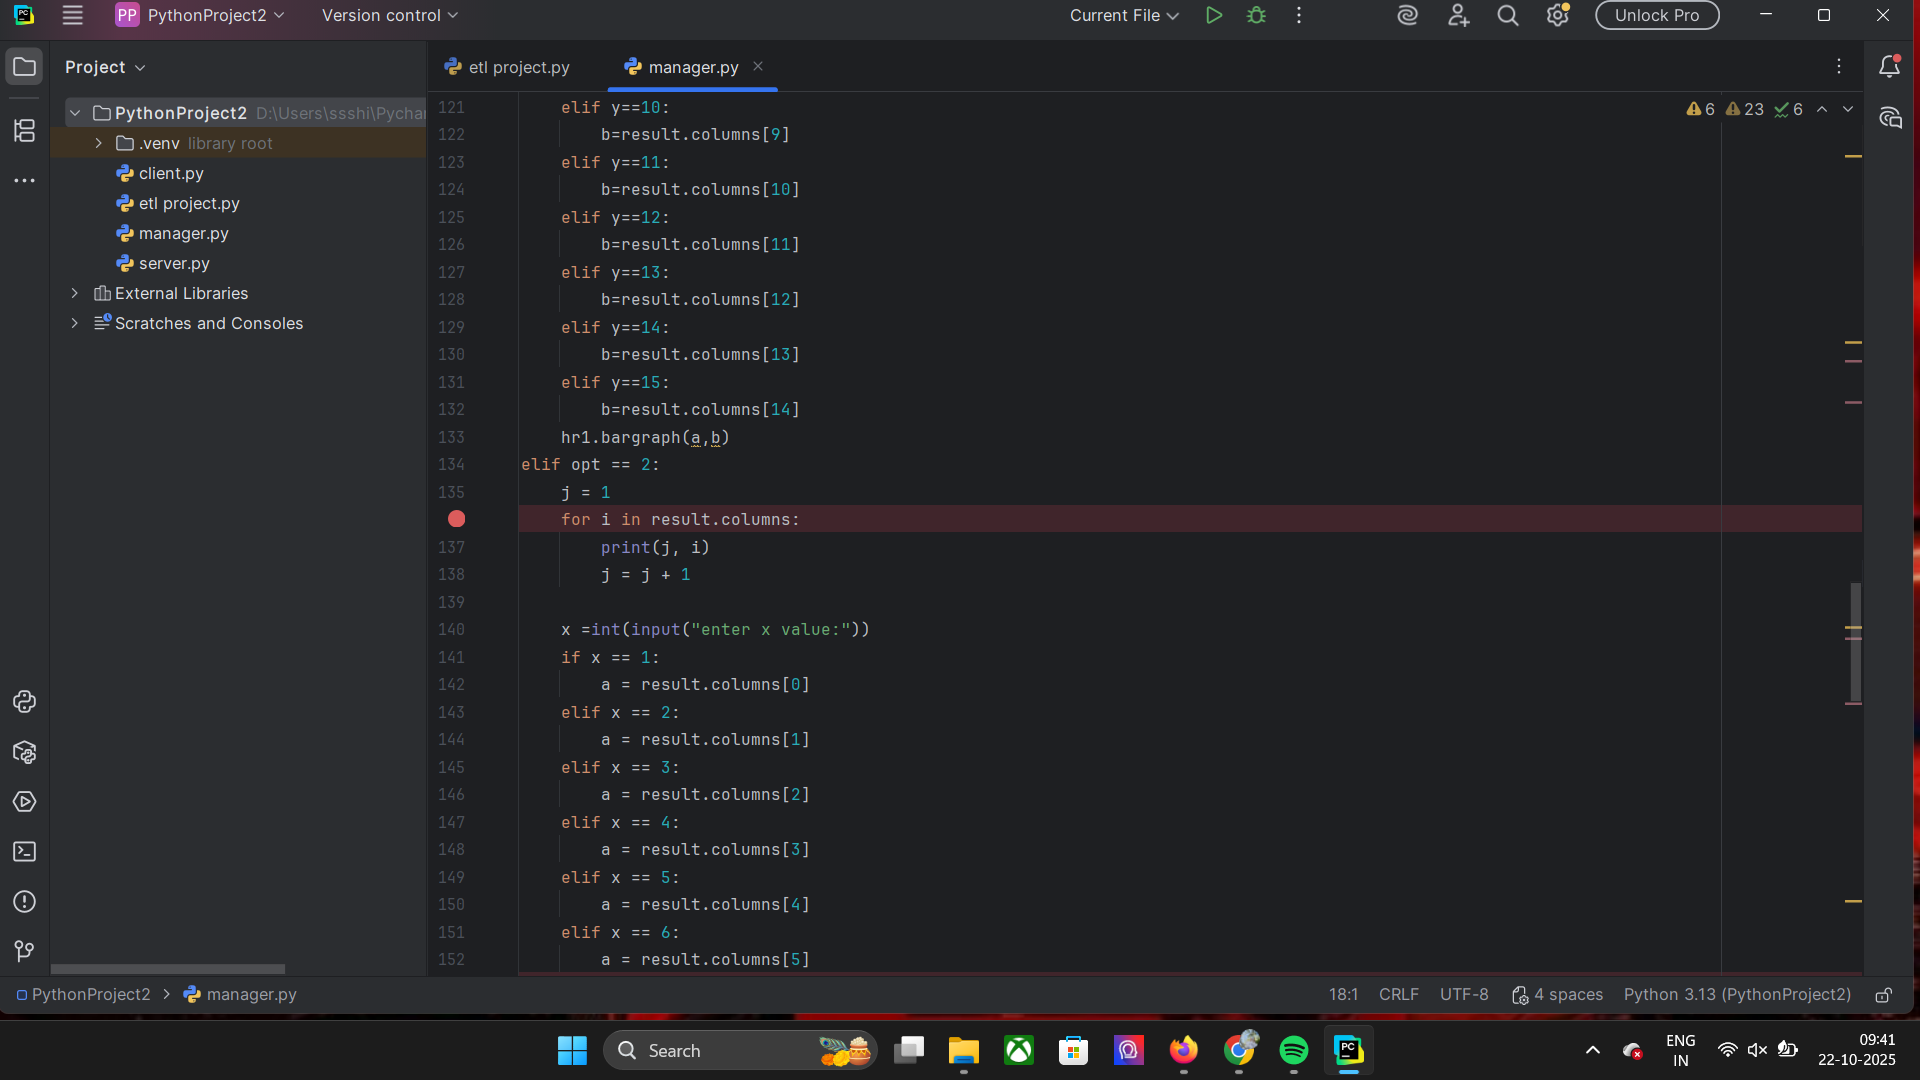 PP PythonProject2 Version control Current File Unlock Pro
Project
etl project.py manager.py
PythonProject2 D:\Users\ssshi\Pychar
.venv library root
client.py
etl project.py
manager.py
server.py
External Libraries
Scratches and Consoles
6 23 6
121 elif y==10:
122 b=result.columns[9]
123 elif y==11:
124 b=result.columns[10]
125 elif y==12:
126 b=result.columns[11]
127 elif y==13:
128 b=result.columns[12]
129 elif y==14:
130 b=result.columns[13]
131 elif y==15:
132 b=result.columns[14]
133 hr1.bargraph(a,b)
134 elif opt == 2:
135 j = 1
for i in result.columns:
137 print(j, i)
138 j = j + 1
139
140 x =int(input("enter x value:"))
141 if x == 1:
142 a = result.columns[0]
143 elif x == 2:
144 a = result.columns[1]
145 elif x == 3:
146 a = result.columns[2]
147 elif x == 4:
148 a = result.columns[3]
149 elif x == 5:
150 a = result.columns[4]
151 elif x == 6:
152 a = result.columns[5]
PythonProject2 > manager.py
18:1 CRLF UTF-8 4 spaces Python 3.13 (PythonProject2)
Search
PC
ENG
IN
09:41
22-10-2025